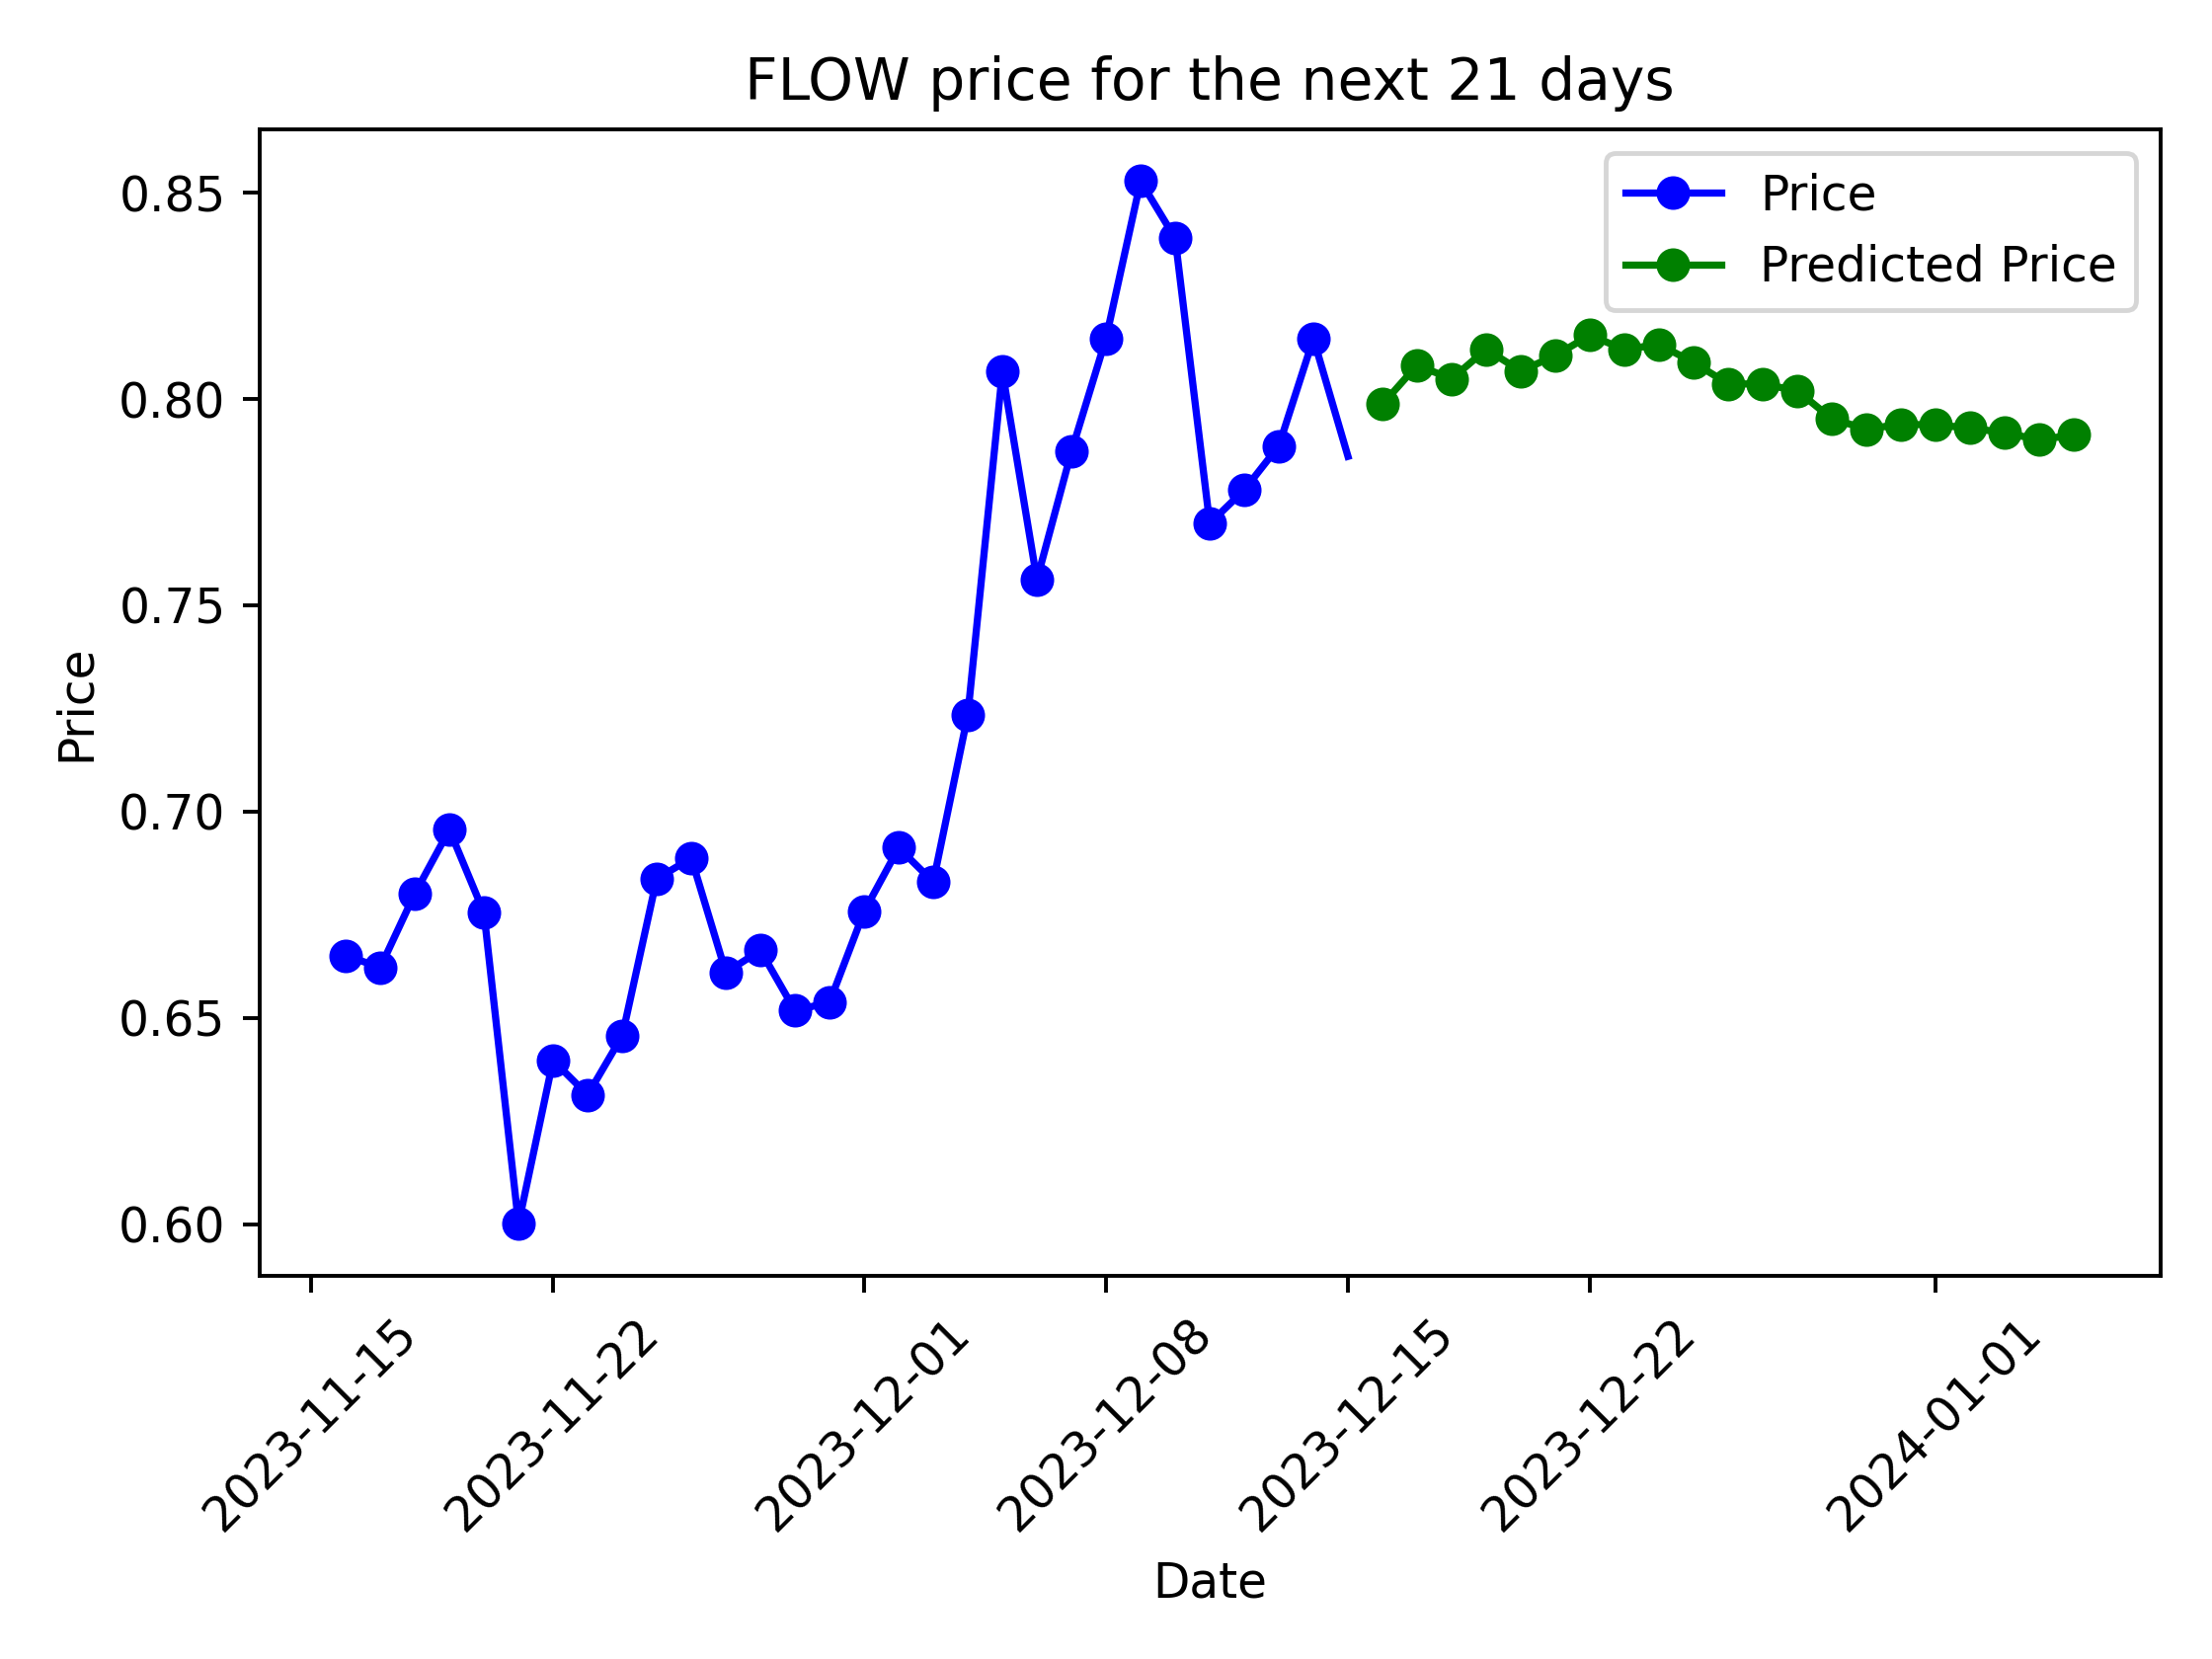 FLOW price for the next 21 days
Price
Predicted Price
0.85
0.80
0.75
0.70
0.65
0.60
Price
2023-11-15
2023-11-22
2023-12-01
2023-12-08
2023-12-15
2023-12-22
2024-01-01
Date